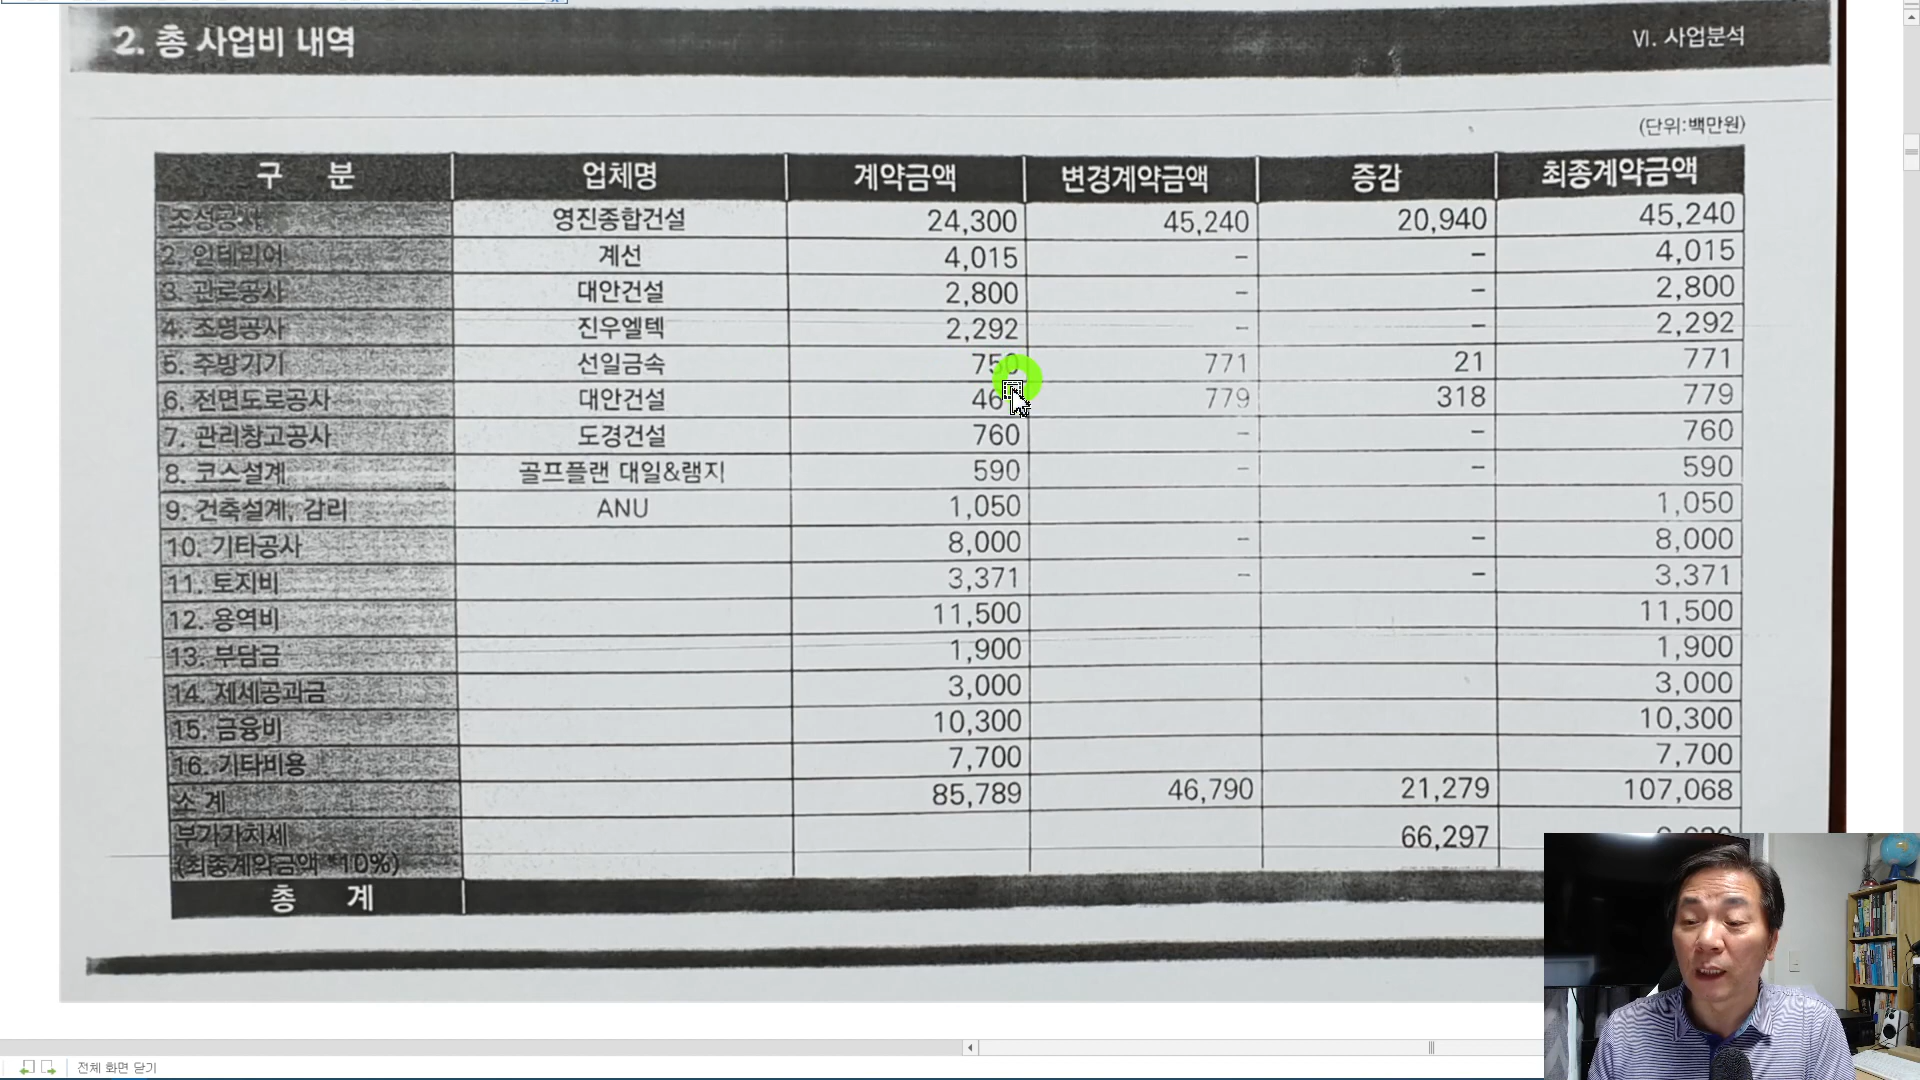 2. 총 사업비 내역
Ⅵ. 사업분석
(단위:백만원)
구 분 업체명 계약금액 변경계약금액 증감 최종계약금액
조성공사 영진종합건설 24,300 45,240 20,940 45,240
2. 인테리어 계선 4,015 - - 4,015
3. 관로공사 대안건설 2,800 - - 2,800
4. 조명공사 진우엘텍 2,292 - - 2,292
5. 주방기기 선일금속 750 771 21 771
6. 전면도로공사 대안건설 779 318 779
7. 관리창고공사 도경건설 760 - - 760
8. 코스설계 골프플랜 대일&램지 590 - - 590
9. 건축설계, 감리 ANU 1,050 1,050
10. 기타공사 8,000 - - 8,000
11. 토지비 3,371 - - 3,371
12. 용역비 11,500 11,500
13. 부담금 1,900 1,900
14. 제세공과금 3,000 3,000
15. 금융비 10,300 10,300
16. 기타비용 7,700 7,700
소 계 85,789 46,790 21,279 107,068
부가가치세 66,297
(최종계약금액 *10%)
총 계
전체 화면 닫기